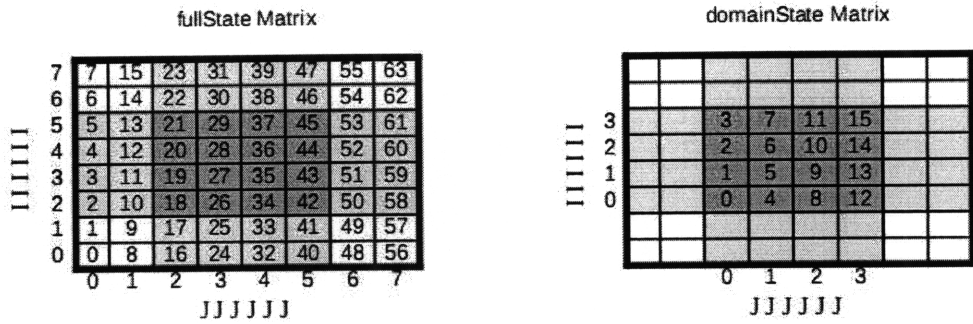 fullState Matrix
domainState Matrix
7 7 15 23 31 39 47 55 63
6 6 14 22 30 38 46 54 62
5 5 13 21 29 37 45 53 61
4 4 12 20 28 36 44 52 60
3 3 11 19 27 35 43 51 59
2 2 10 18 26 34 42 50 58
1 1 9 17 25 33 41 49 57
0 0 8 16 24 32 40 48 56
0 1 2 3 4 5 6 7
I I I I I I
J J J J J J
3 3 7 11 15
2 2 6 10 14
1 1 5 9 13
0 0 4 8 12
0 1 2 3
I I I I I I
J J J J J J